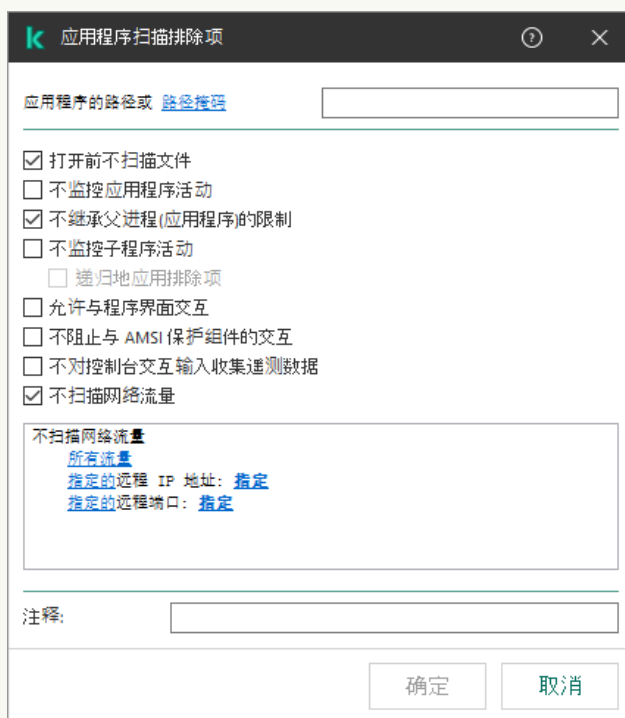 应用程序扫描排除项
应用程序的路径或 路径掩码
打开前不扫描文件
不监控应用程序活动
不继承父进程(应用程序)的限制
不监控子程序活动
递归地应用排除项
允许与程序界面交互
不阻止与 AMSI 保护组件的交互
不对控制台交互输入收集遥测数据
不扫描网络流量
不扫描网络流量
所有流量
指定的远程 IP 地址: 指定
指定的远程端口: 指定
注释:
确定 取消